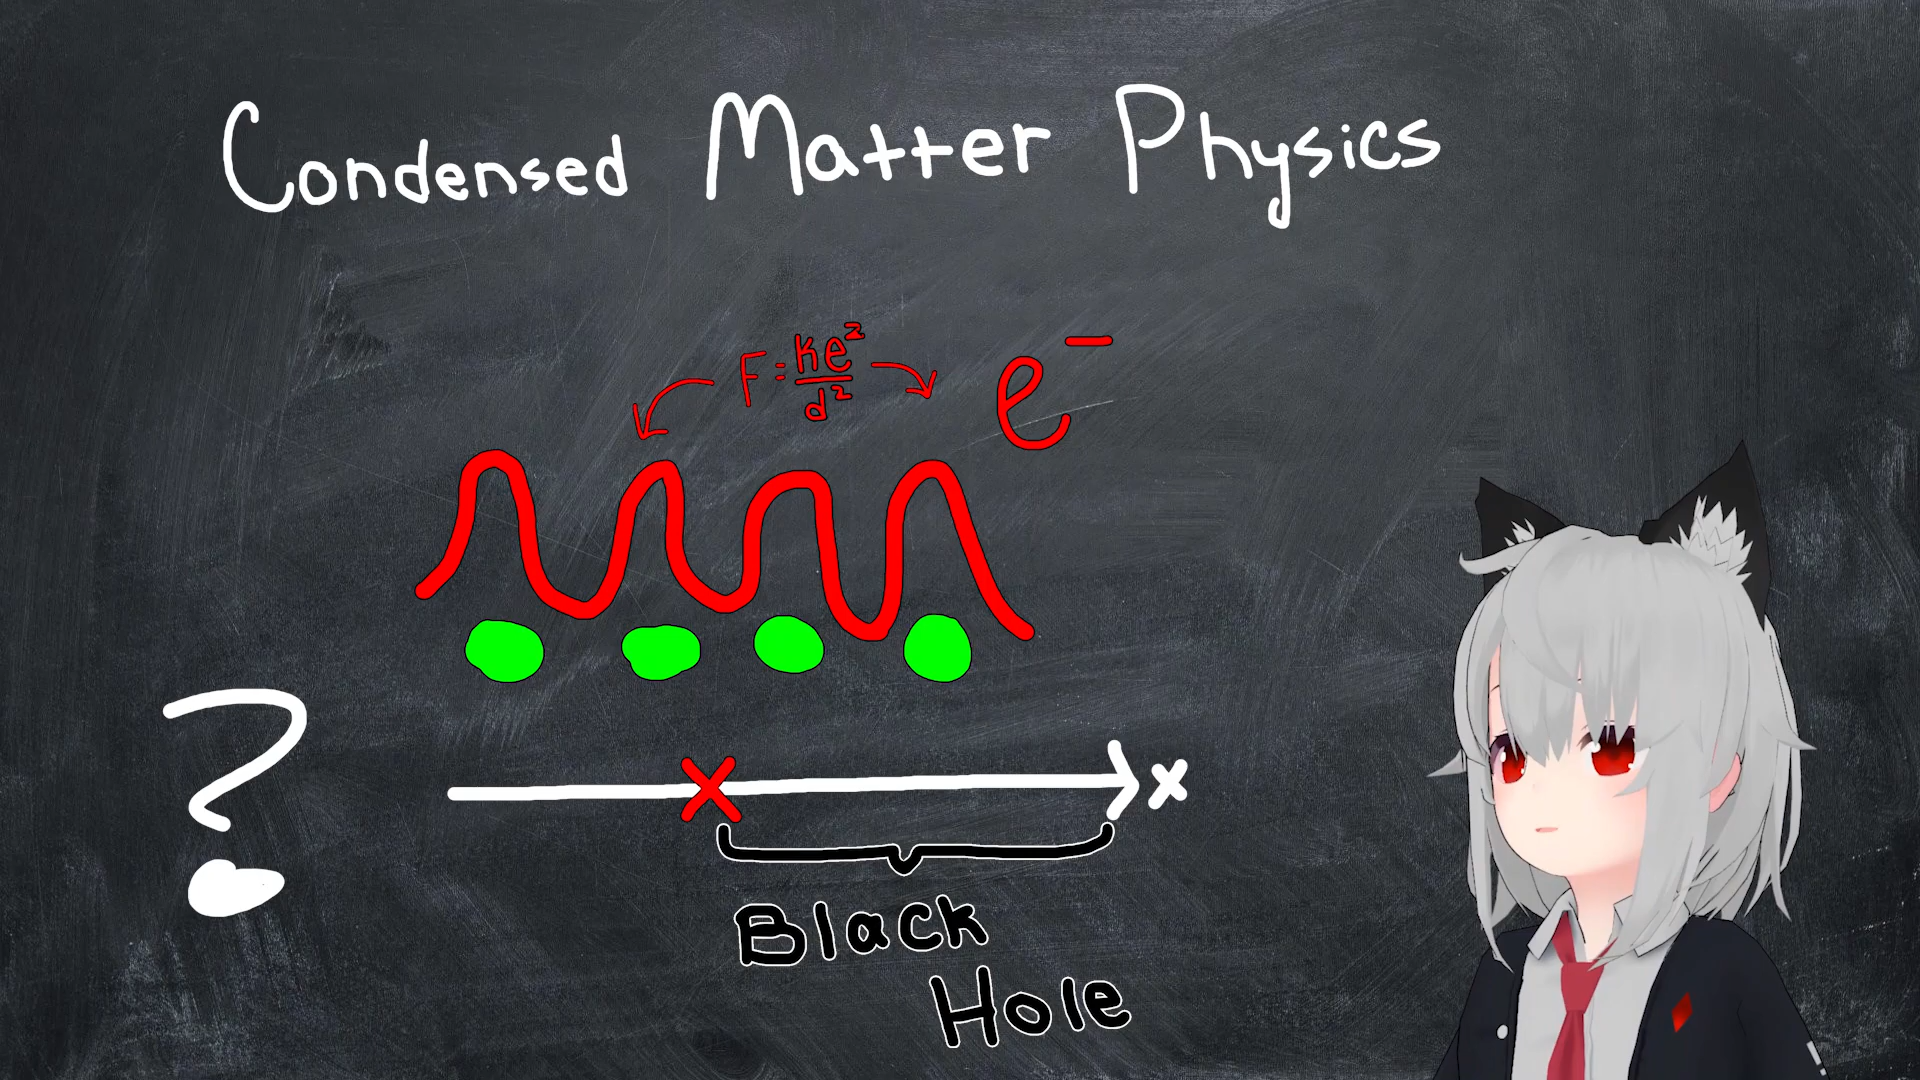 Condensed Matter Physics
F = ke²/d²
e⁻
?
x
Black
Hole